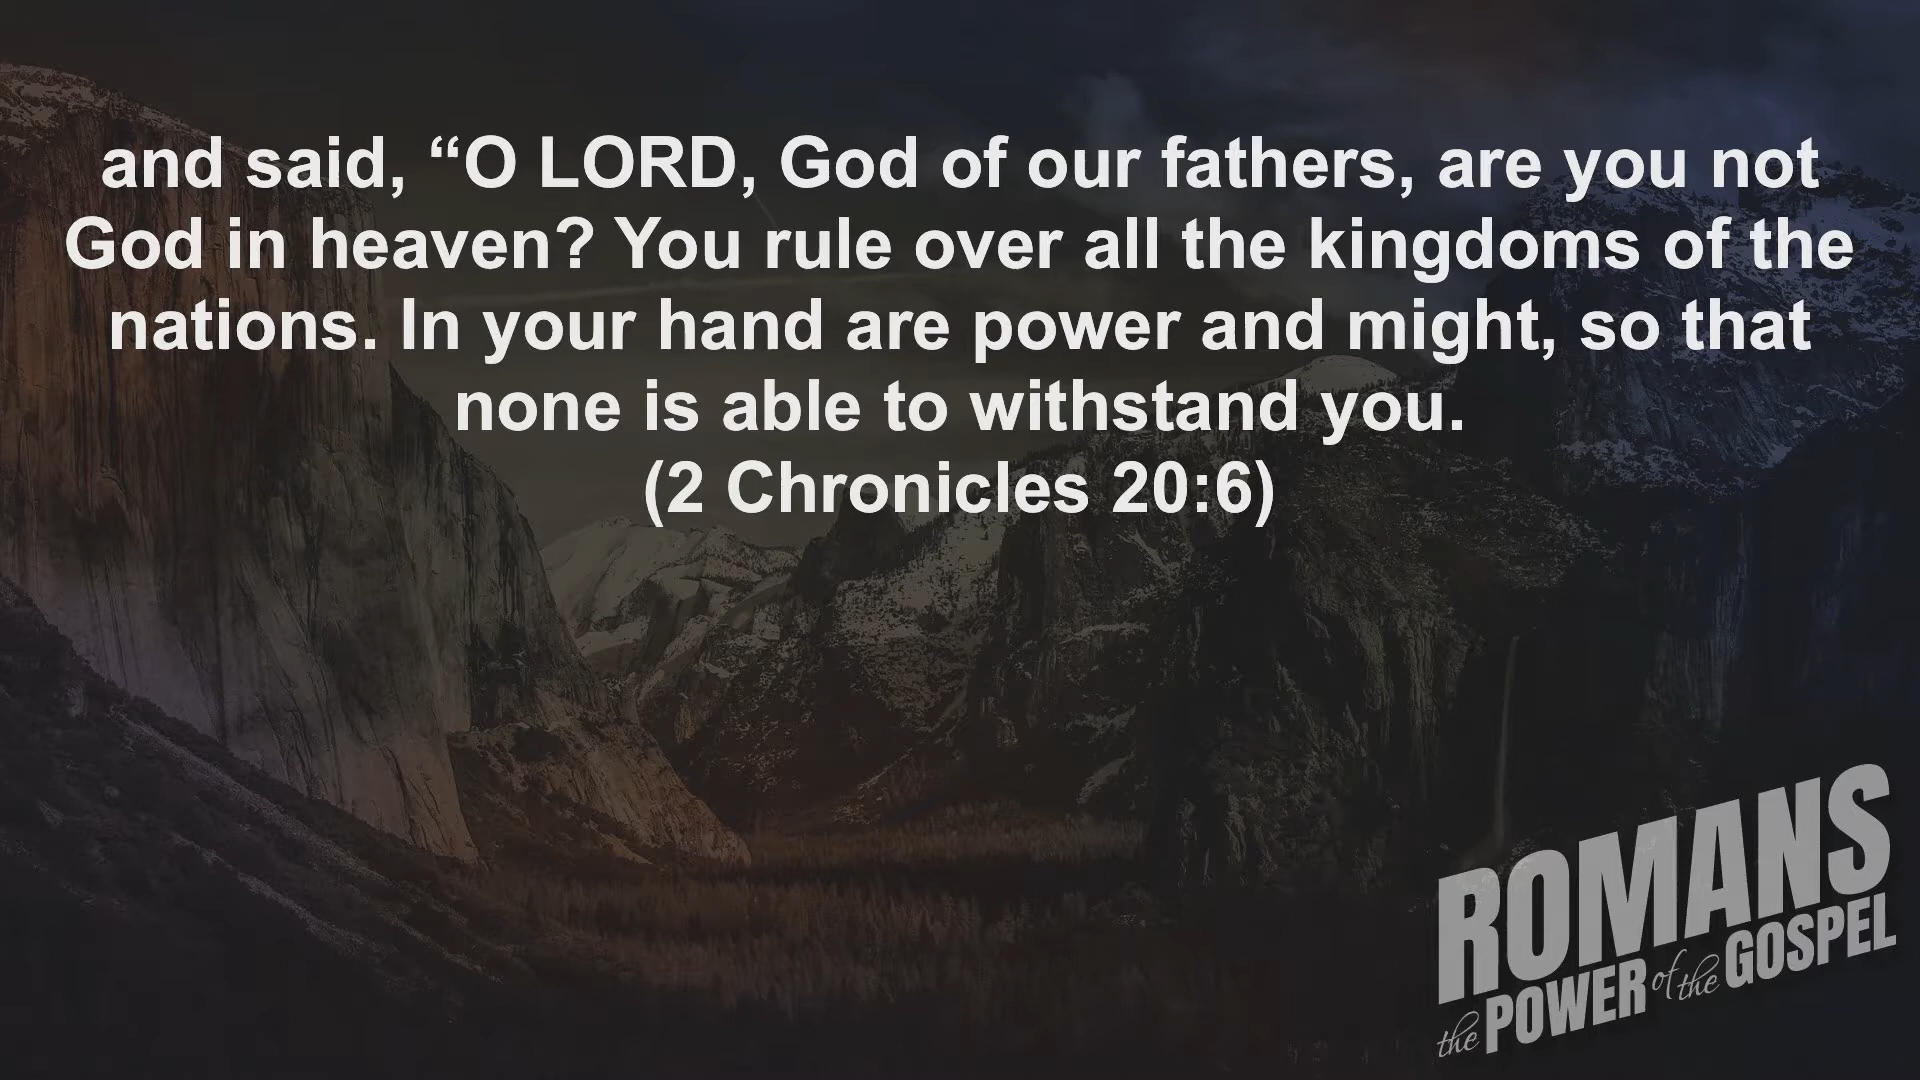 and said, “O LORD, God of our fathers, are you not
God in heaven? You rule over all the kingdoms of the
nations. In your hand are power and might, so that
none is able to withstand you.
(2 Chronicles 20:6)
ROMANS
the POWER of the GOSPEL